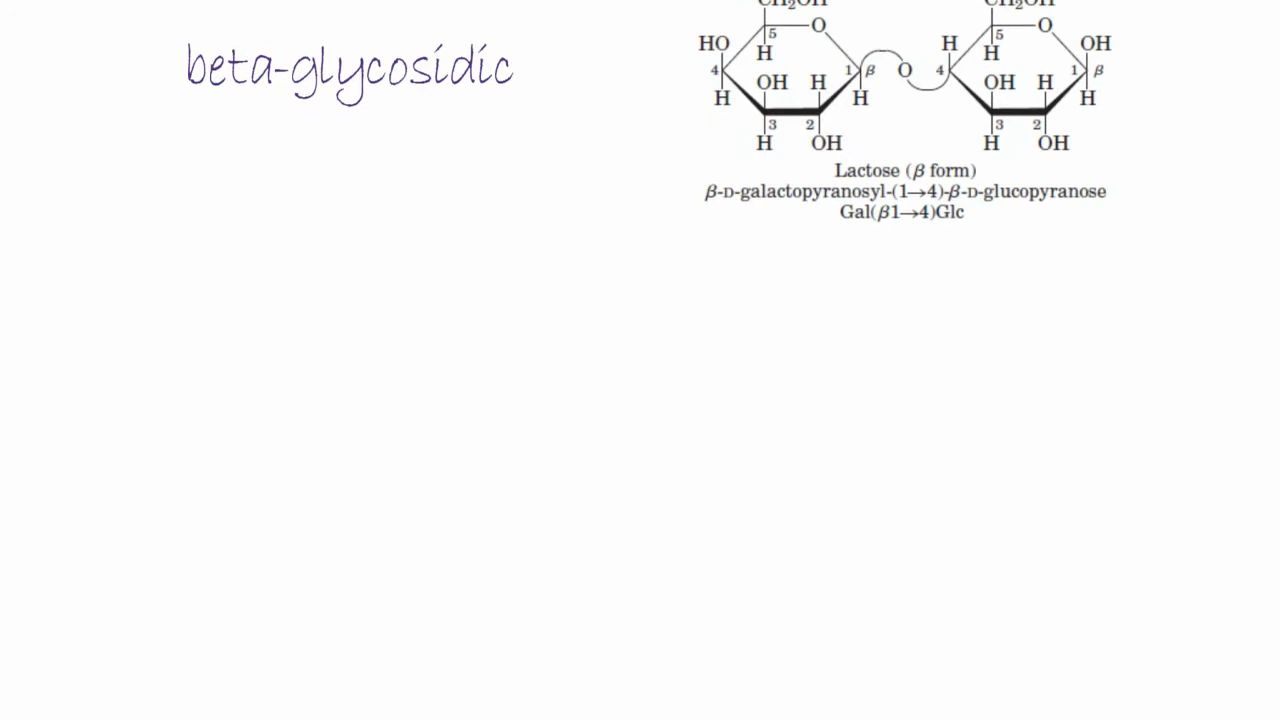 beta-glycosidic
CH₂OH CH₂OH
O O
HO 5 H 5 OH
H H
4 1 β O 4 1 β
OH H OH H
H H H
3 2 3 2
H OH H OH
Lactose (β form)
β-D-galactopyranosyl-(1→4)-β-D-glucopyranose
Gal(β1→4)Glc